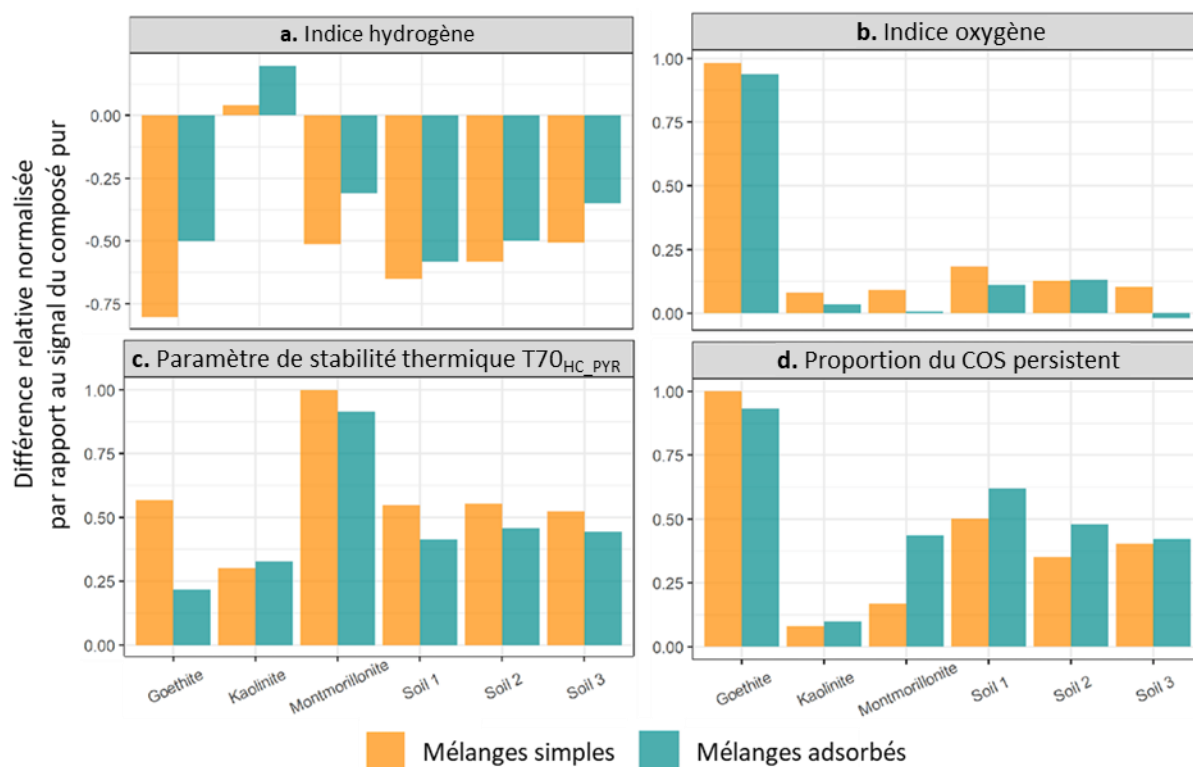 a. Indice hydrogène
b. Indice oxygène
0.00
-0.25
-0.50
-0.75
1.00
0.75
0.50
0.25
0.00
Différence relative normalisée
par rapport au signal du composé pur
c. Paramètre de stabilité thermique T70HC_PYR
d. Proportion du COS persistent
1.00
0.75
0.50
0.25
0.00
1.00
0.75
0.50
0.25
0.00
Goethite
Kaolinite
Montmorillonite
Soil 1
Soil 2
Soil 3
Goethite
Kaolinite
Montmorillonite
Soil 1
Soil 2
Soil 3
Mélanges simples
Mélanges adsorbés